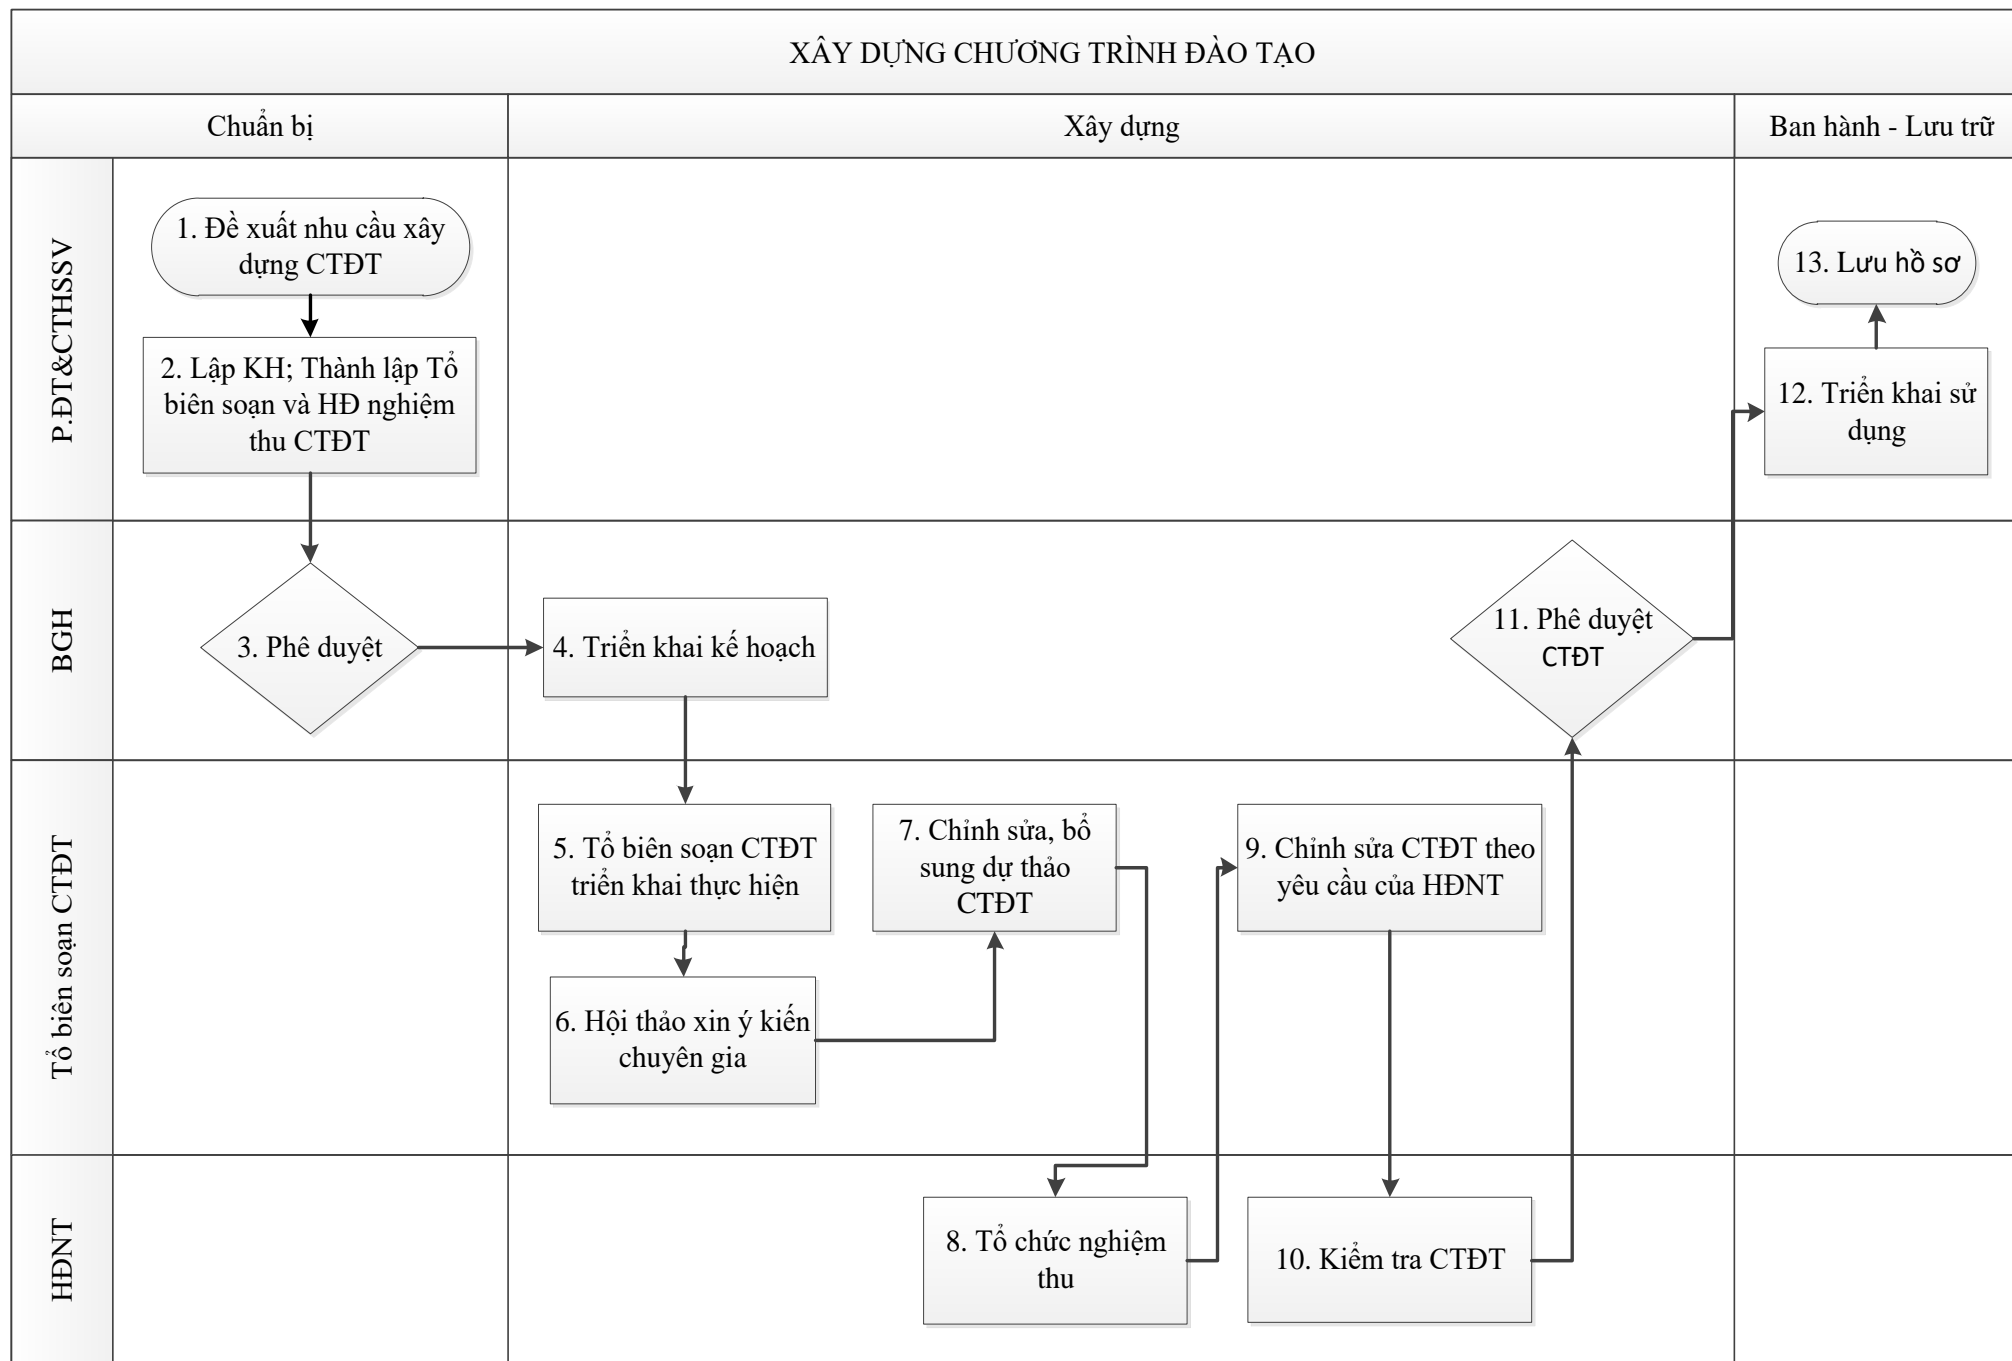 XÂY DỰNG CHƯƠNG TRÌNH ĐÀO TẠO
Chuẩn bị
Xây dựng
Ban hành - Lưu trữ
P.ĐT&CTHSSV
1. Đề xuất nhu cầu xây
dựng CTĐT
2. Lập KH; Thành lập Tổ
biên soạn và HĐ nghiệm
thu CTĐT
13. Lưu hồ sơ
12. Triển khai sử
dụng
BGH
3. Phê duyệt
4. Triển khai kế hoạch
11. Phê duyệt
CTĐT
Tổ biên soạn CTĐT
5. Tổ biên soạn CTĐT
triển khai thực hiện
6. Hội thảo xin ý kiến
chuyên gia
7. Chỉnh sửa, bổ
sung dự thảo
CTĐT
9. Chỉnh sửa CTĐT theo
yêu cầu của HĐNT
HĐNT
8. Tổ chức nghiệm
thu
10. Kiểm tra CTĐT